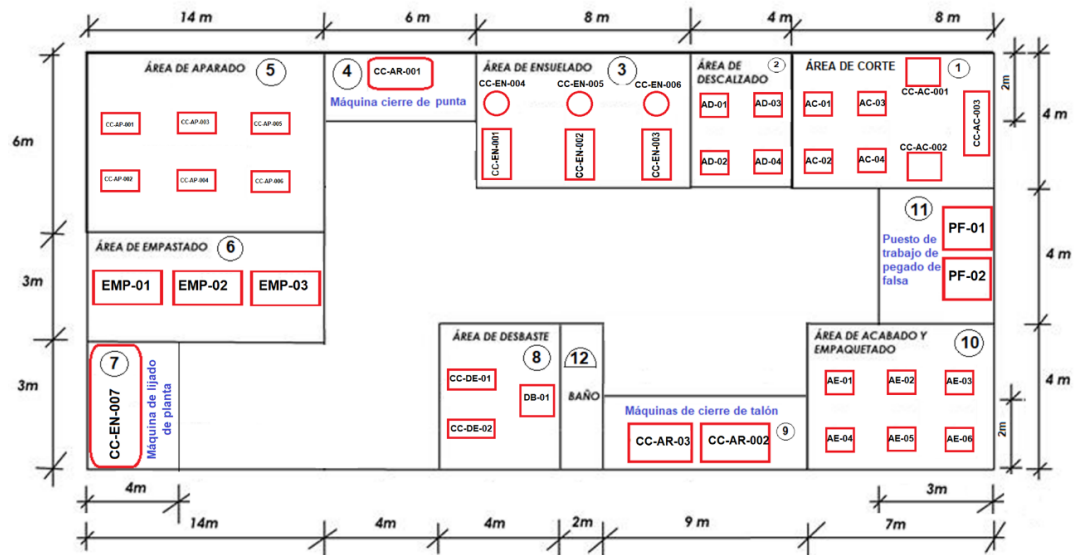 14 m
6 m
8 m
4 m
8 m
ÁREA DE APARADO
5
CC-AP-001
CC-AP-003
CC-AP-005
CC-AP-002
CC-AP-004
CC-AP-006
4
CC-AR-001
Máquina cierre de punta
ÁREA DE ENSUELADO
3
CC-EN-004
CC-EN-005
CC-EN-006
CC-EN-001
CC-EN-002
CC-EN-003
ÁREA DE
DESCALZADO
2
AD-01
AD-03
AD-02
AD-04
ÁREA DE CORTE
1
CC-AC-001
AC-01
AC-03
CC-AC-003
CC-AC-002
AC-02
AC-04
2m
4 m
6m
11
PF-01
Puesto de
trabajo de
pegado de
falsa
PF-02
4 m
ÁREA DE EMPASTADO
6
EMP-01
EMP-02
EMP-03
3m
7
CC-EN-007
Máquina de lijado
de planta
3m
ÁREA DE DESBASTE
8
CC-DE-01
DB-01
CC-DE-02
12
BAÑO
Máquinas de cierre de talón
CC-AR-03
CC-AR-002
9
ÁREA DE ACABADO Y
EMPAQUETADO
10
AE-01
AE-02
AE-03
AE-04
AE-05
AE-06
4 m
2m
4m
3m
14m
4m
4m
2m
9 m
7m